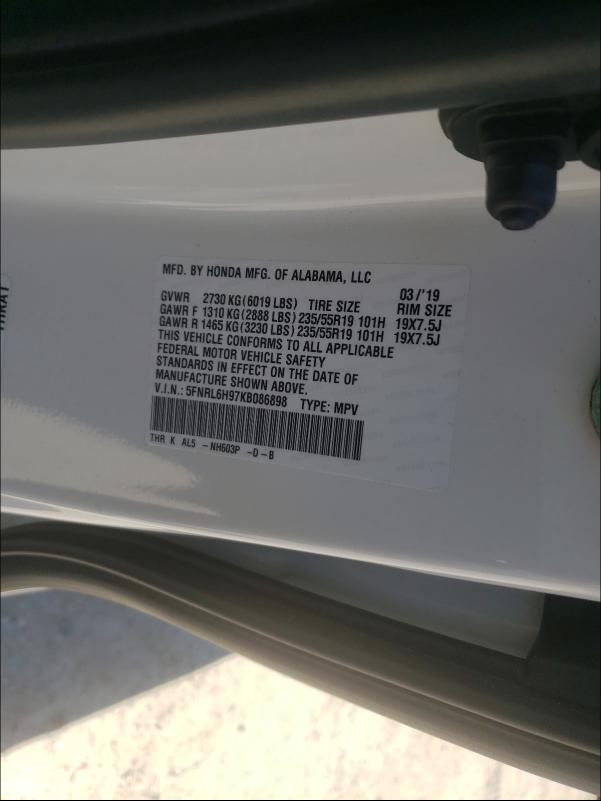 MFD. BY HONDA MFG. OF ALABAMA, LLC
03/'19
GVWR 2730 KG(6019 LBS) TIRE SIZE RIM SIZE
GAWR F 1310 KG(2888 LBS) 235/55R19 101H 19X7.5J
GAWR R 1465 KG(3230 LBS) 235/55R19 101H 19X7.5J
THIS VEHICLE CONFORMS TO ALL APPLICABLE
FEDERAL MOTOR VEHICLE SAFETY
STANDARDS IN EFFECT ON THE DATE OF
MANUFACTURE SHOWN ABOVE.
V.I.N.: 5FNRL6H97KB086898 TYPE: MPV
THR K AL5 -NH603P -D -B